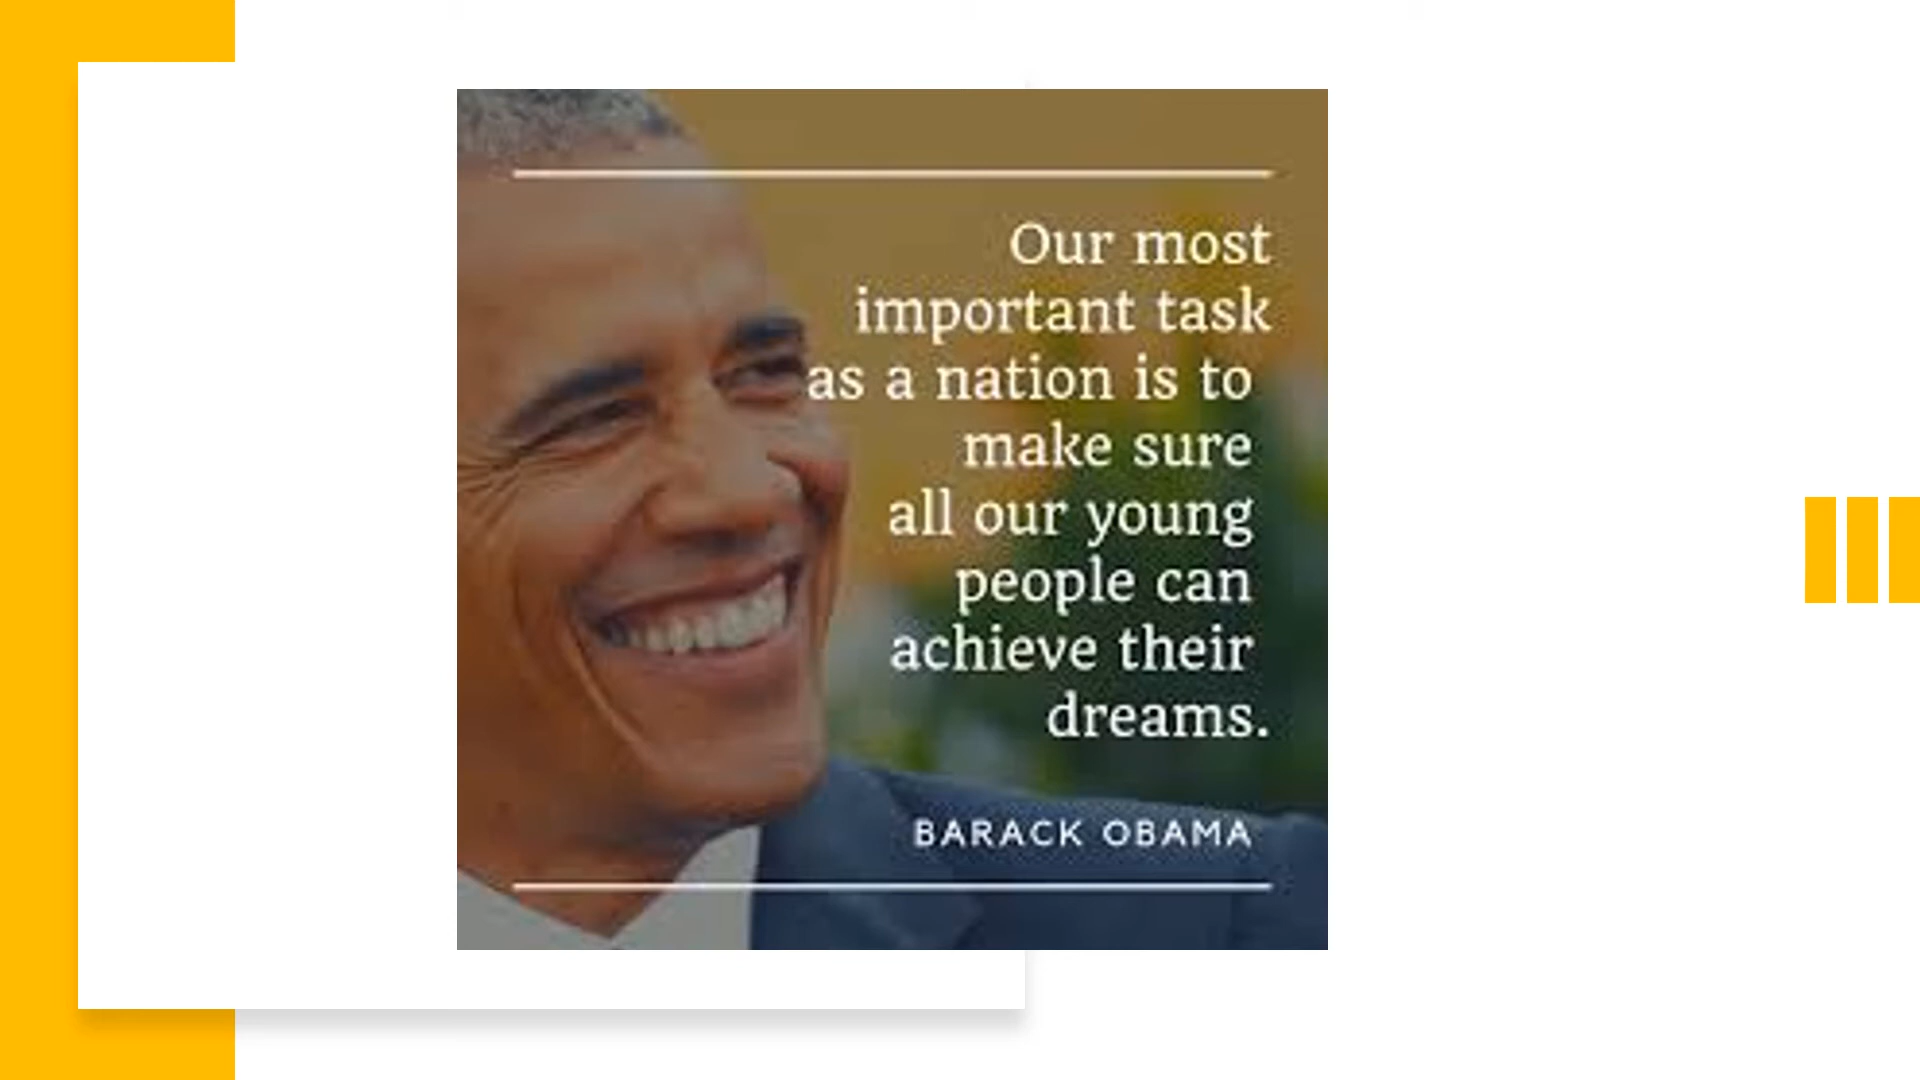 Our most
important task
as a nation is to
make sure
all our young
people can
achieve their
dreams.
BARACK OBAMA